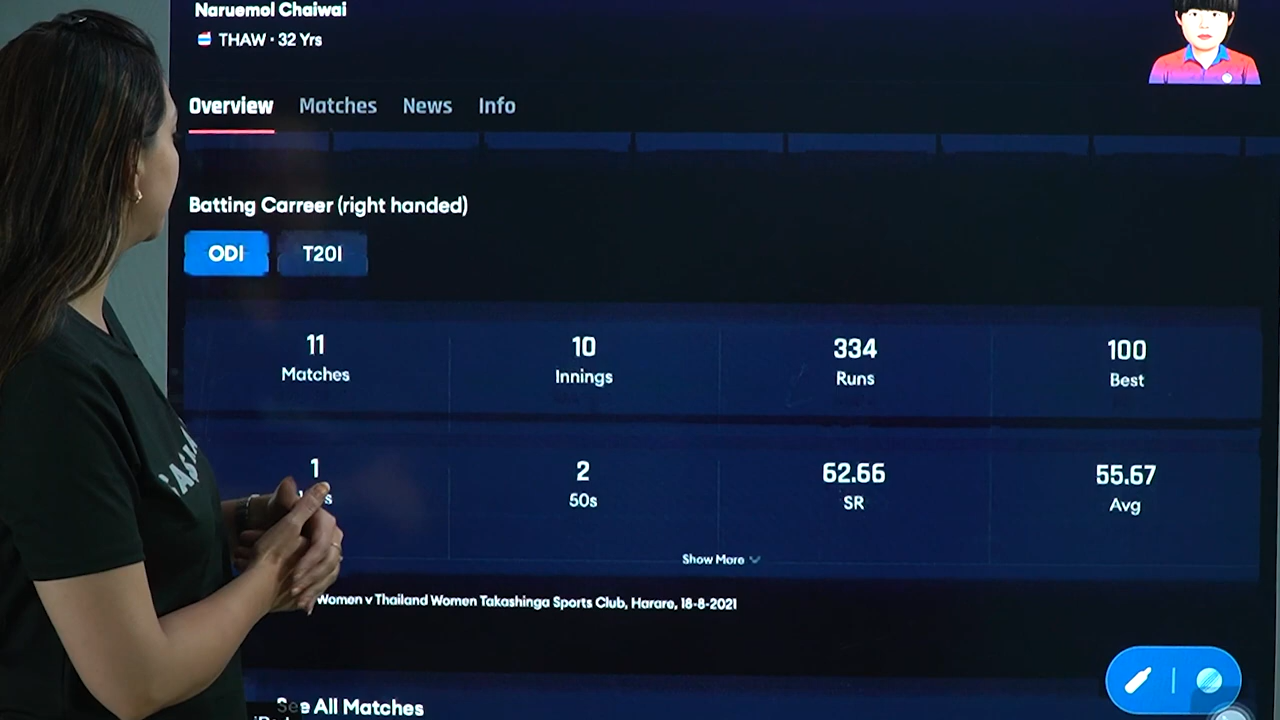 Naruemol Chaiwai
THAW · 32 Yrs
Overview Matches News Info
Batting Carreer (right handed)
ODI T20I
11 10 334 100
Matches Innings Runs Best
1 2 62.66 55.67
50s SR Avg
Show More
Women v Thailand Women Takashinga Sports Club, Harare, 18-8-2021
See All Matches